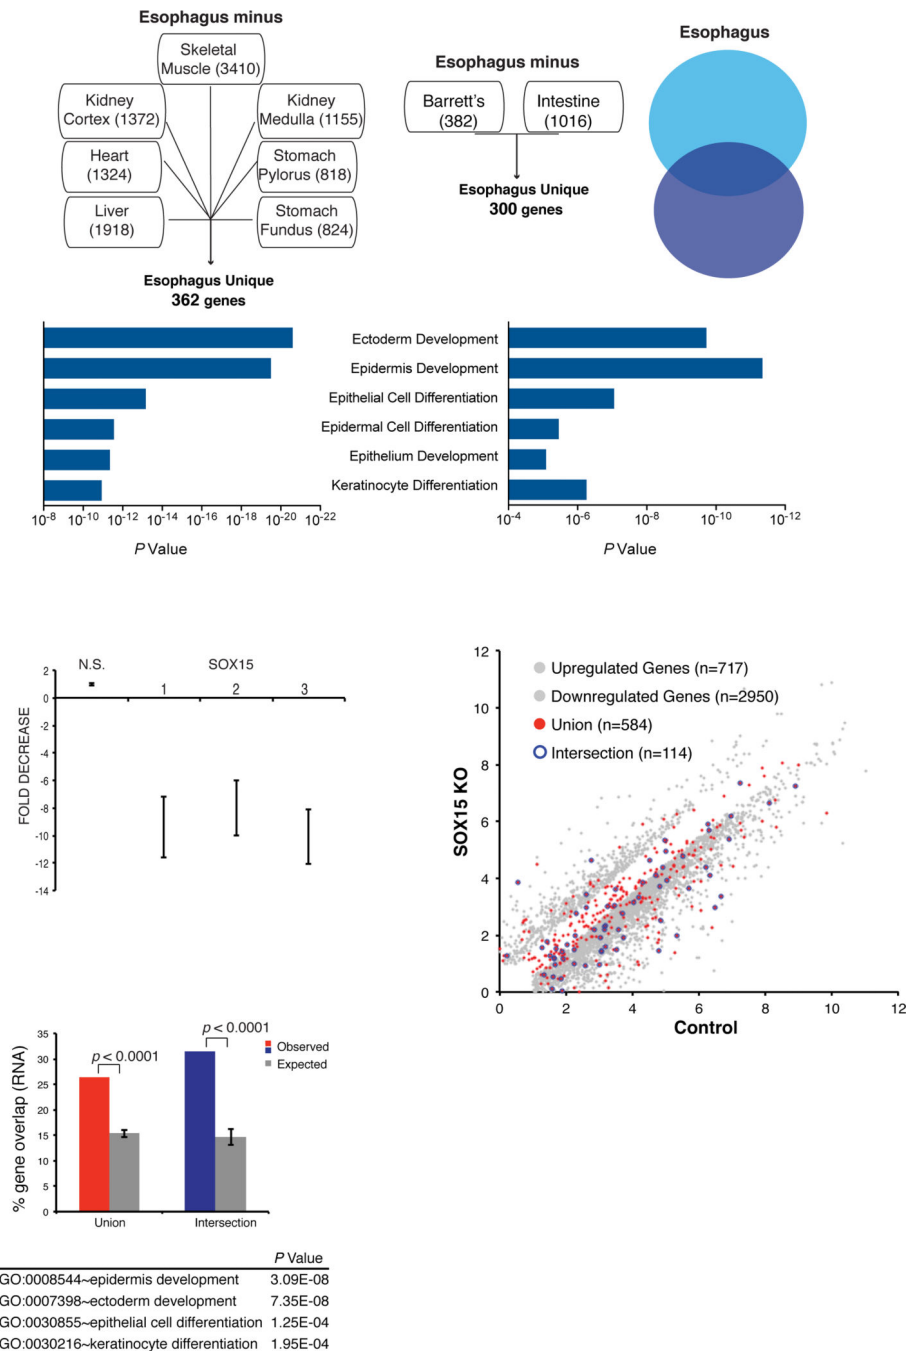 Esophagus minus
Skeletal
Muscle (3410)
Kidney
Cortex (1372)
Kidney
Medulla (1155)
Heart
(1324)
Stomach
Pylorus (818)
Liver
(1918)
Stomach
Fundus (824)
Esophagus Unique
362 genes
Esophagus minus
Barrett's
(382)
Intestine
(1016)
Esophagus Unique
300 genes
Esophagus
Ectoderm Development
Epidermis Development
Epithelial Cell Differentiation
Epidermal Cell Differentiation
Epithelium Development
Keratinocyte Differentiation
10-8 10-10 10-12 10-14 10-16 10-18 10-20 10-22
P Value
10-4 10-6 10-8 10-10 10-12
P Value
N.S. SOX15
1 2 3
FOLD DECREASE
2
0
-2
-4
-6
-8
-10
-12
-14
SOX15 KO
12
10
8
6
4
2
0
Upregulated Genes (n=717)
Downregulated Genes (n=2950)
Union (n=584)
Intersection (n=114)
0 2 4 6 8 10 12
Control
% gene overlap (RNA)
35
30
25
20
15
10
5
0
p < 0.0001
p < 0.0001
Observed
Expected
Union Intersection
P Value
GO:0008544~epidermis development 3.09E-08
GO:0007398~ectoderm development 7.35E-08
GO:0030855~epithelial cell differentiation 1.25E-04
GO:0030216~keratinocyte differentiation 1.95E-04